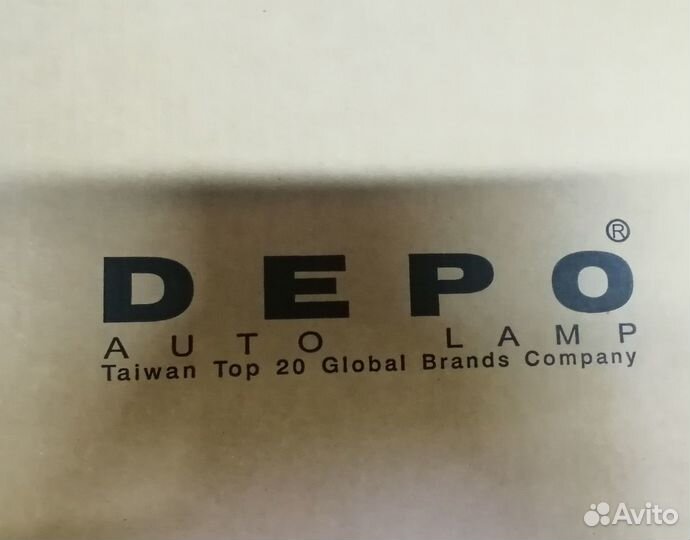 DEPO®
AUTO LAMP
Taiwan Top 20 Global Brands Company
Avito